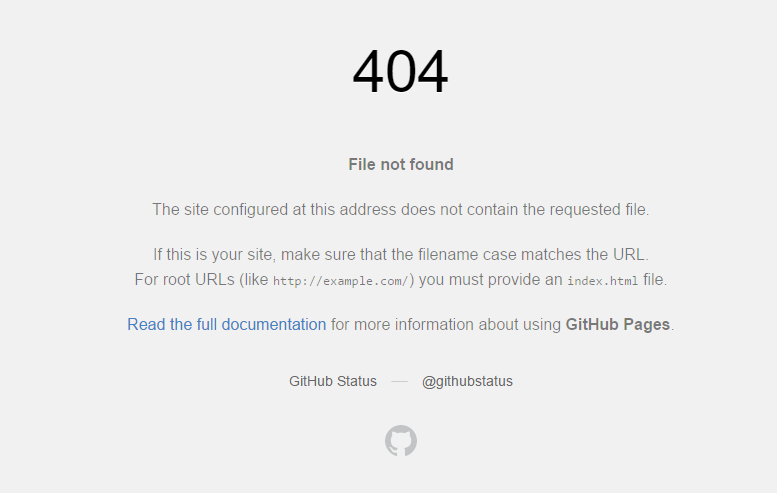 404
File not found
The site configured at this address does not contain the requested file.
If this is your site, make sure that the filename case matches the URL.
For root URLs (like http://example.com/) you must provide an index.html file.
Read the full documentation for more information about using GitHub Pages.
GitHub Status — @githubstatus